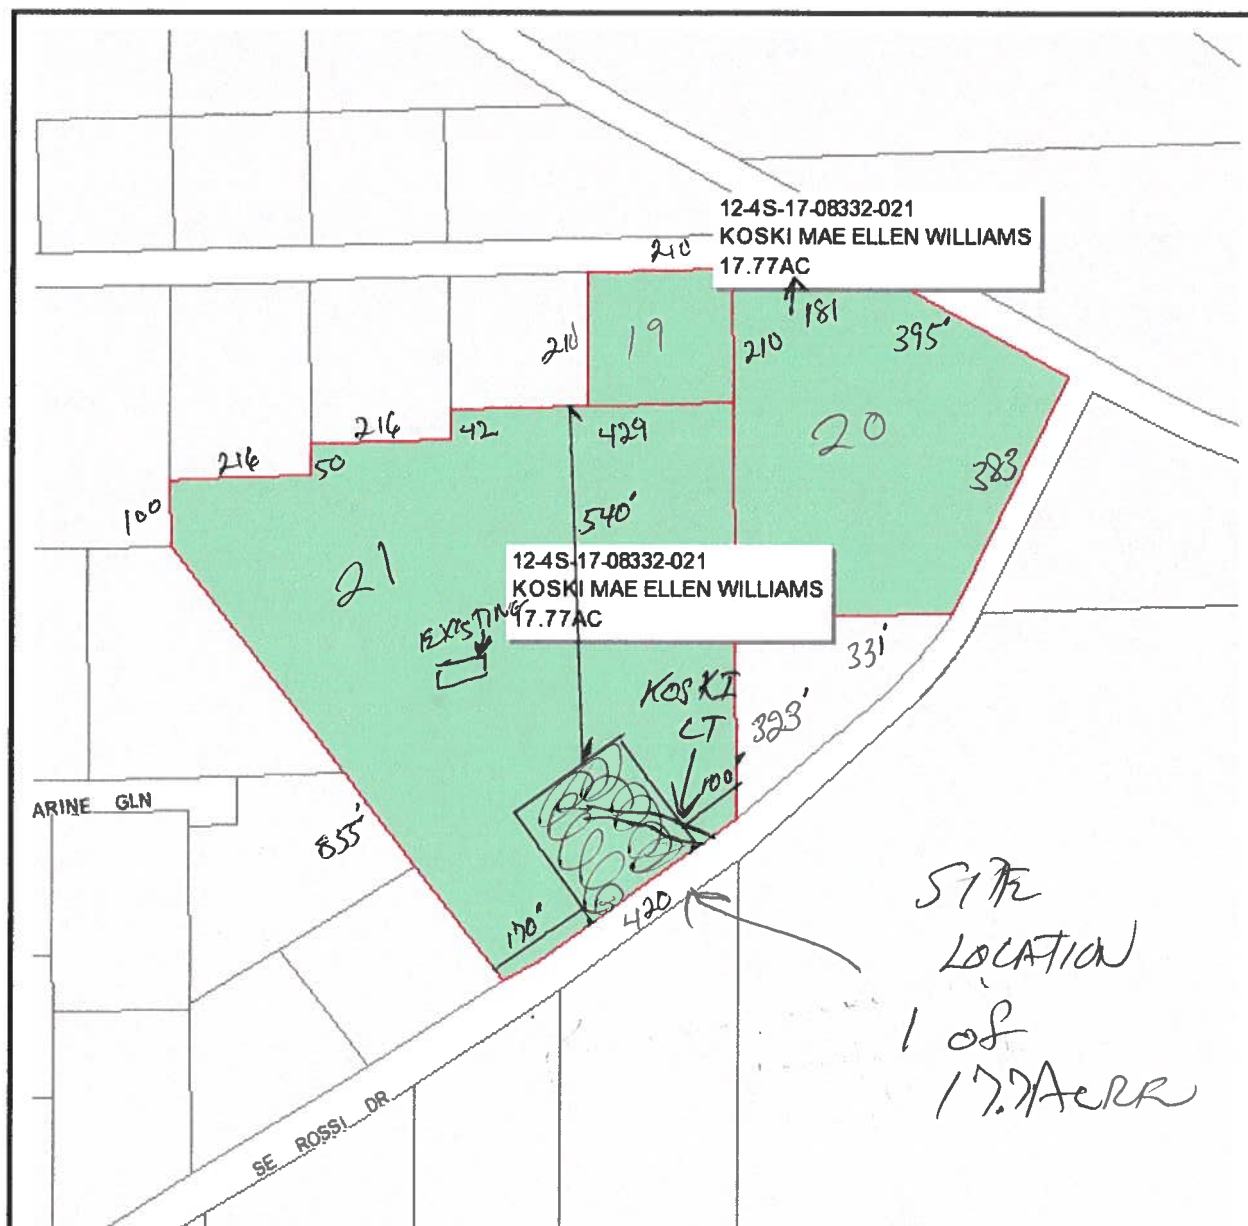 12-4S-17-08332-021
KOSKI MAE ELLEN WILLIAMS
17.77AC
210
181
395'
210
19
210
20
216
42
429
216
50
383
100
540'
21
12-4S-17-08332-021
KOSKI MAE ELLEN WILLIAMS
17.77AC
EXISTING
331'
KOSKI
CT
323'
100'
ARINE GLN
855'
170'
420
SITE
LOCATION
1 of
17.7 ACRE
SE ROSSI DR